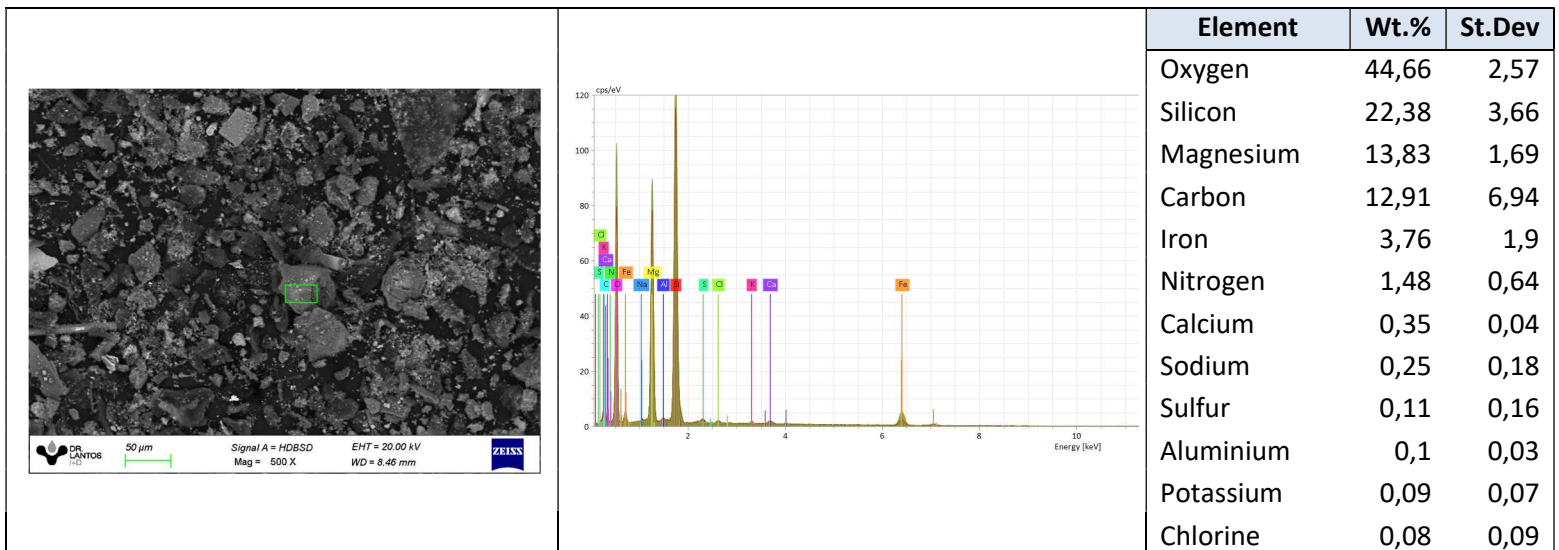 DR.
LANTOS
I+D
50 µm
Signal A = HDBSD
EHT = 20.00 kV
Mag = 500 X
WD = 8.46 mm
ZEISS
cps/eV
120
100
80
60
40
20
0
Cl
K
Ca
S N Fe Mg
C O Na Al Si S Cl K Ca Fe
2 4 6 8 10
Energy [keV]
Element Wt.% St.Dev
Oxygen 44,66 2,57
Silicon 22,38 3,66
Magnesium 13,83 1,69
Carbon 12,91 6,94
Iron 3,76 1,9
Nitrogen 1,48 0,64
Calcium 0,35 0,04
Sodium 0,25 0,18
Sulfur 0,11 0,16
Aluminium 0,1 0,03
Potassium 0,09 0,07
Chlorine 0,08 0,09